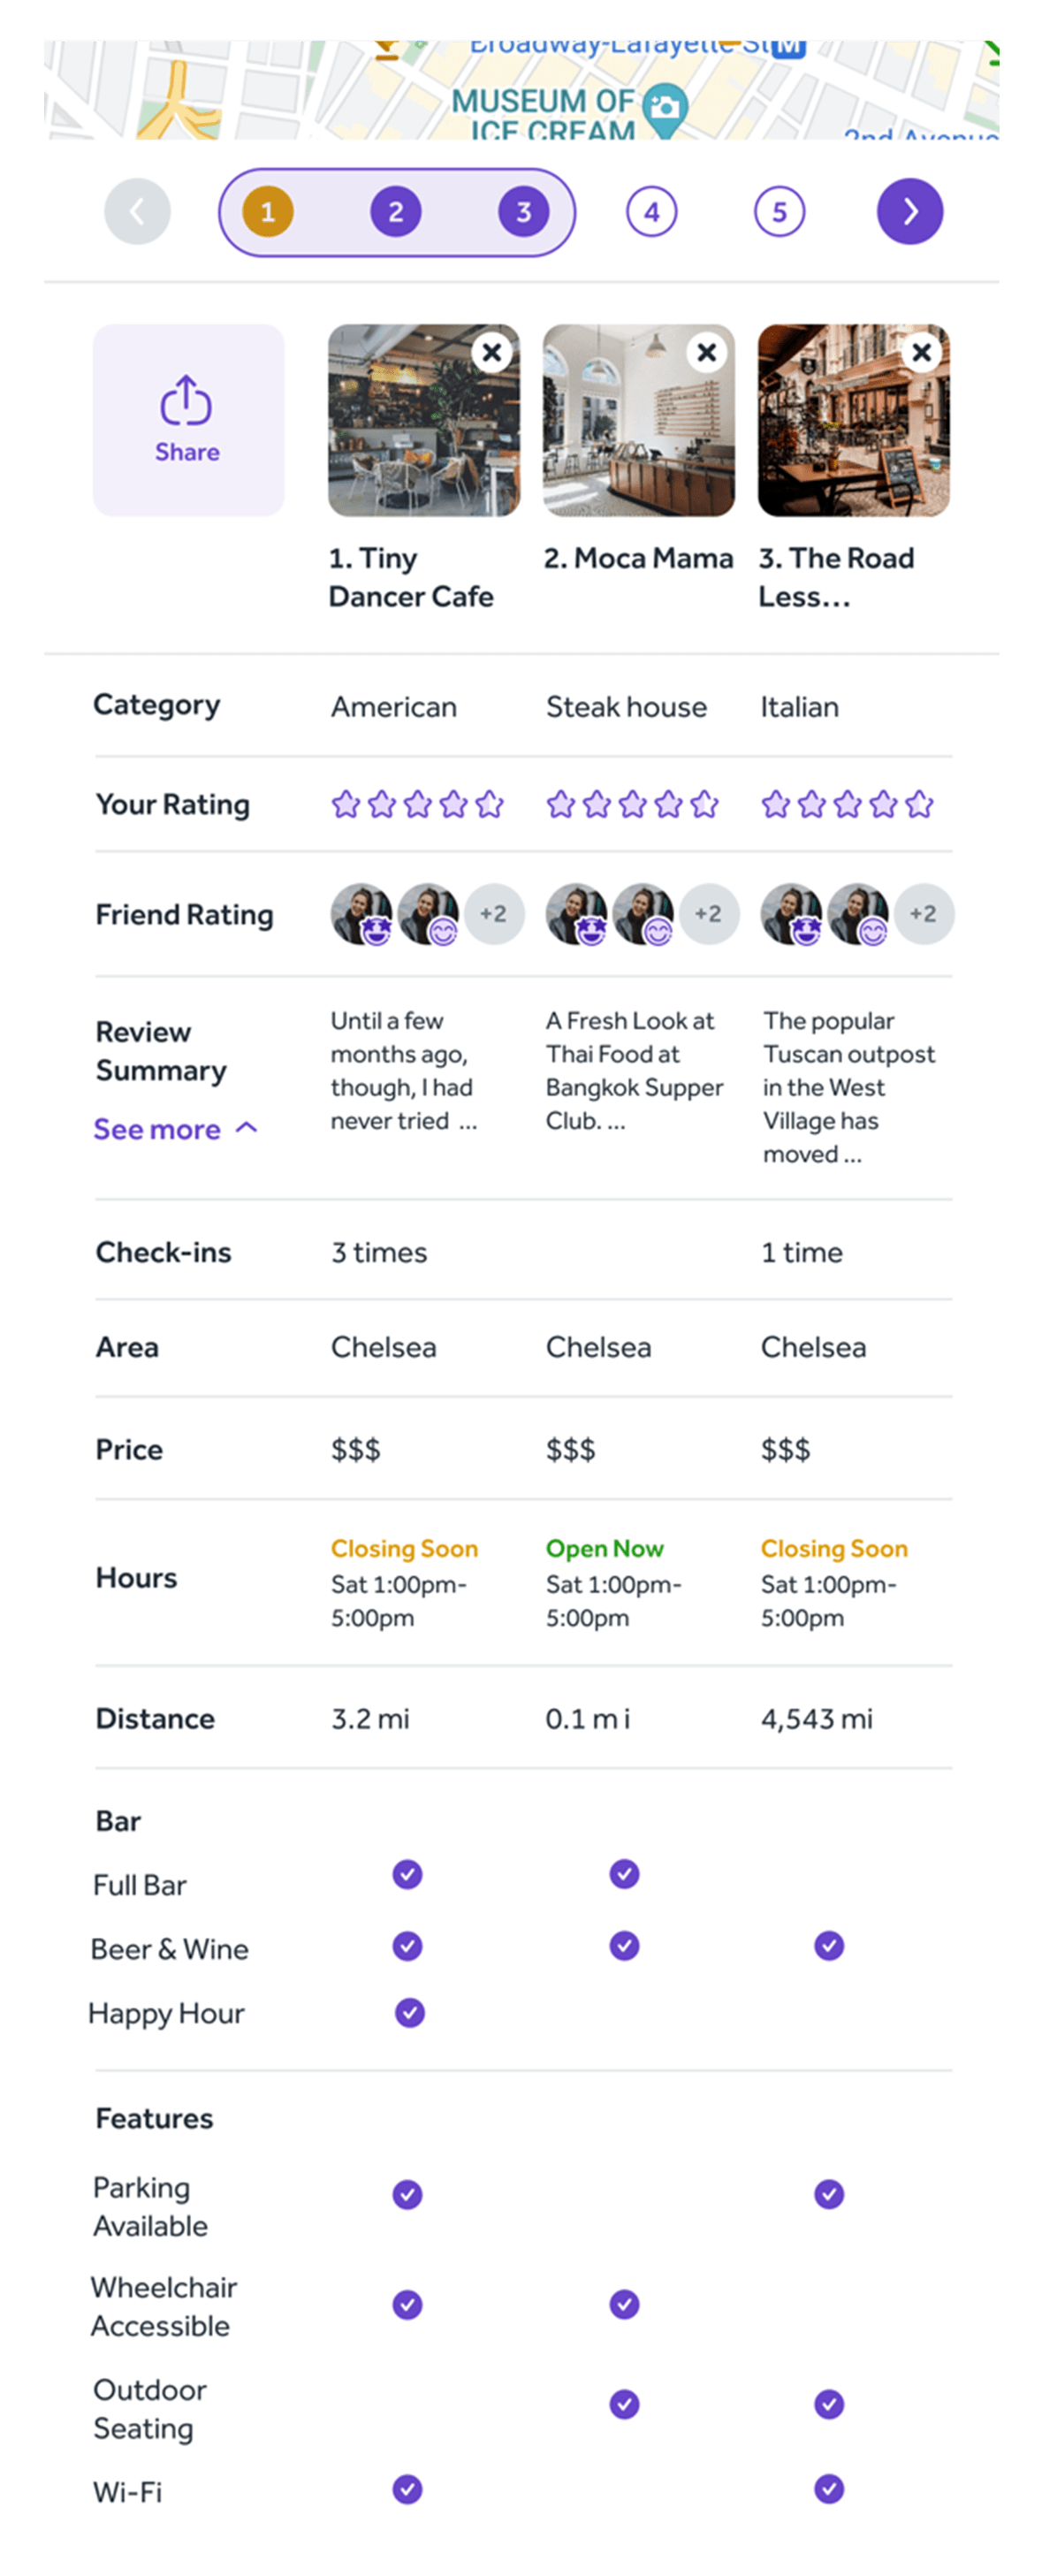 Broadway-Lafayette St M
MUSEUM OF
ICE CREAM
2nd Avenue
1 2 3 4 5
Share
1. Tiny
Dancer Cafe
2. Moca Mama
3. The Road
Less...
Category American Steak house Italian
Your Rating
Friend Rating +2 +2 +2
Review
Summary
See more
Until a few
months ago,
though, I had
never tried ...
A Fresh Look at
Thai Food at
Bangkok Supper
Club. ...
The popular
Tuscan outpost
in the West
Village has
moved ...
Check-ins 3 times 1 time
Area Chelsea Chelsea Chelsea
Price $$$ $$$ $$$
Hours
Closing Soon
Sat 1:00pm-
5:00pm
Open Now
Sat 1:00pm-
5:00pm
Closing Soon
Sat 1:00pm-
5:00pm
Distance 3.2 mi 0.1 m i 4,543 mi
Bar
Full Bar
Beer & Wine
Happy Hour
Features
Parking
Available
Wheelchair
Accessible
Outdoor
Seating
Wi-Fi